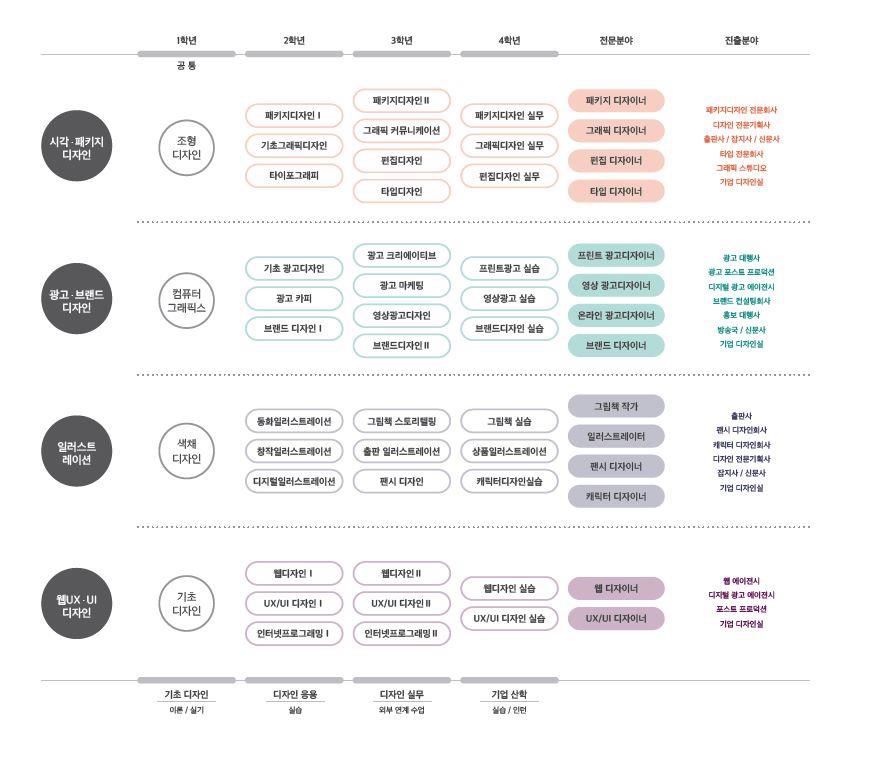 1학년
2학년
3학년
4학년
전문분야
진출분야
공 통
시각·패키지
디자인
조형
디자인
패키지디자인 I
기초그래픽디자인
타이포그래피
패키지디자인 II
그래픽 커뮤니케이션
편집디자인
타입디자인
패키지디자인 실무
그래픽디자인 실무
편집디자인 실무
패키지 디자이너
그래픽 디자이너
편집 디자이너
타입 디자이너
패키지디자인 전문회사
디자인 전문기획사
출판사 / 잡지사 / 신문사
타입 전문회사
그래픽 스튜디오
기업 디자인실
광고·브랜드
디자인
컴퓨터
그래픽스
기초 광고디자인
광고 카피
브랜드 디자인 I
광고 크리에이티브
광고 마케팅
영상광고디자인
브랜드디자인 II
프린트광고 실습
영상광고 실습
브랜드디자인 실습
프린트 광고디자이너
영상 광고디자이너
온라인 광고디자이너
브랜드 디자이너
광고 대행사
광고 포스트 프로덕션
디지털 광고 에이전시
브랜드 컨설팅회사
홍보 대행사
방송국 / 신문사
기업 디자인실
일러스트
레이션
색채
디자인
동화일러스트레이션
창작일러스트레이션
디지털일러스트레이션
그림책 스토리텔링
출판 일러스트레이션
팬시 디자인
그림책 실습
상품일러스트레이션
캐릭터디자인실습
그림책 작가
일러스트레이터
팬시 디자이너
캐릭터 디자이너
출판사
팬시 디자인회사
캐릭터 디자인회사
디자인 전문기획사
잡지사 / 신문사
기업 디자인실
웹UX·UI
디자인
기초
디자인
웹디자인 I
UX/UI 디자인 I
인터넷프로그래밍 I
웹디자인 II
UX/UI 디자인 II
인터넷프로그래밍 II
웹디자인 실습
UX/UI 디자인 실습
웹 디자이너
UX/UI 디자이너
웹 에이전시
디지털 광고 에이전시
포스트 프로덕션
기업 디자인실
기초 디자인
이론 / 실기
디자인 응용
실습
디자인 실무
외부 연계 수업
기업 산학
실습 / 인턴